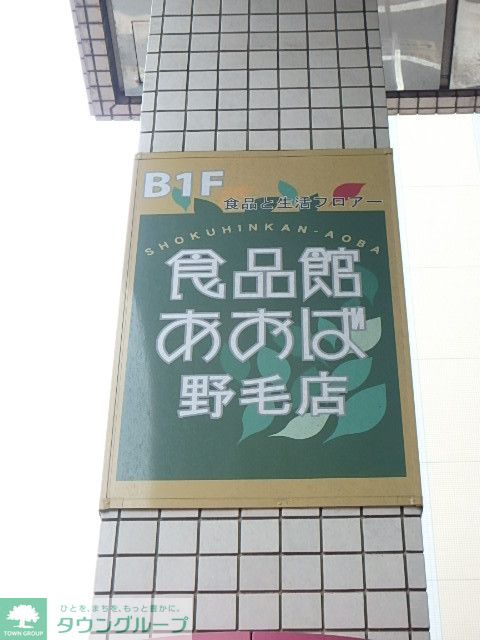 B1F
食品と生活フロアー
SHOKUHINKAN-AOBA
食品館
あおば
野毛店
ひとを、まちを、もっと豊かに。
タウングループ
TOWN GROUP